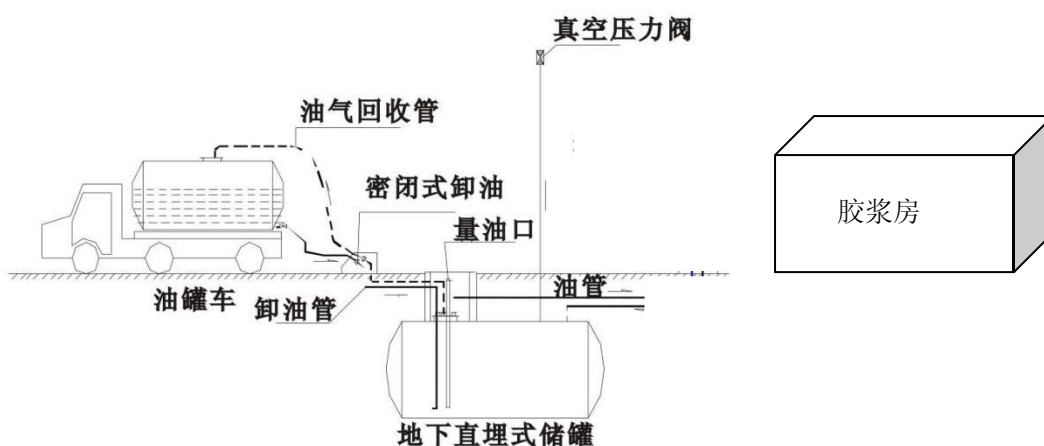 真空压力阀
油气回收管
密闭式卸油
胶浆房
量油口
油罐车
卸油管
油管
地下直埋式储罐